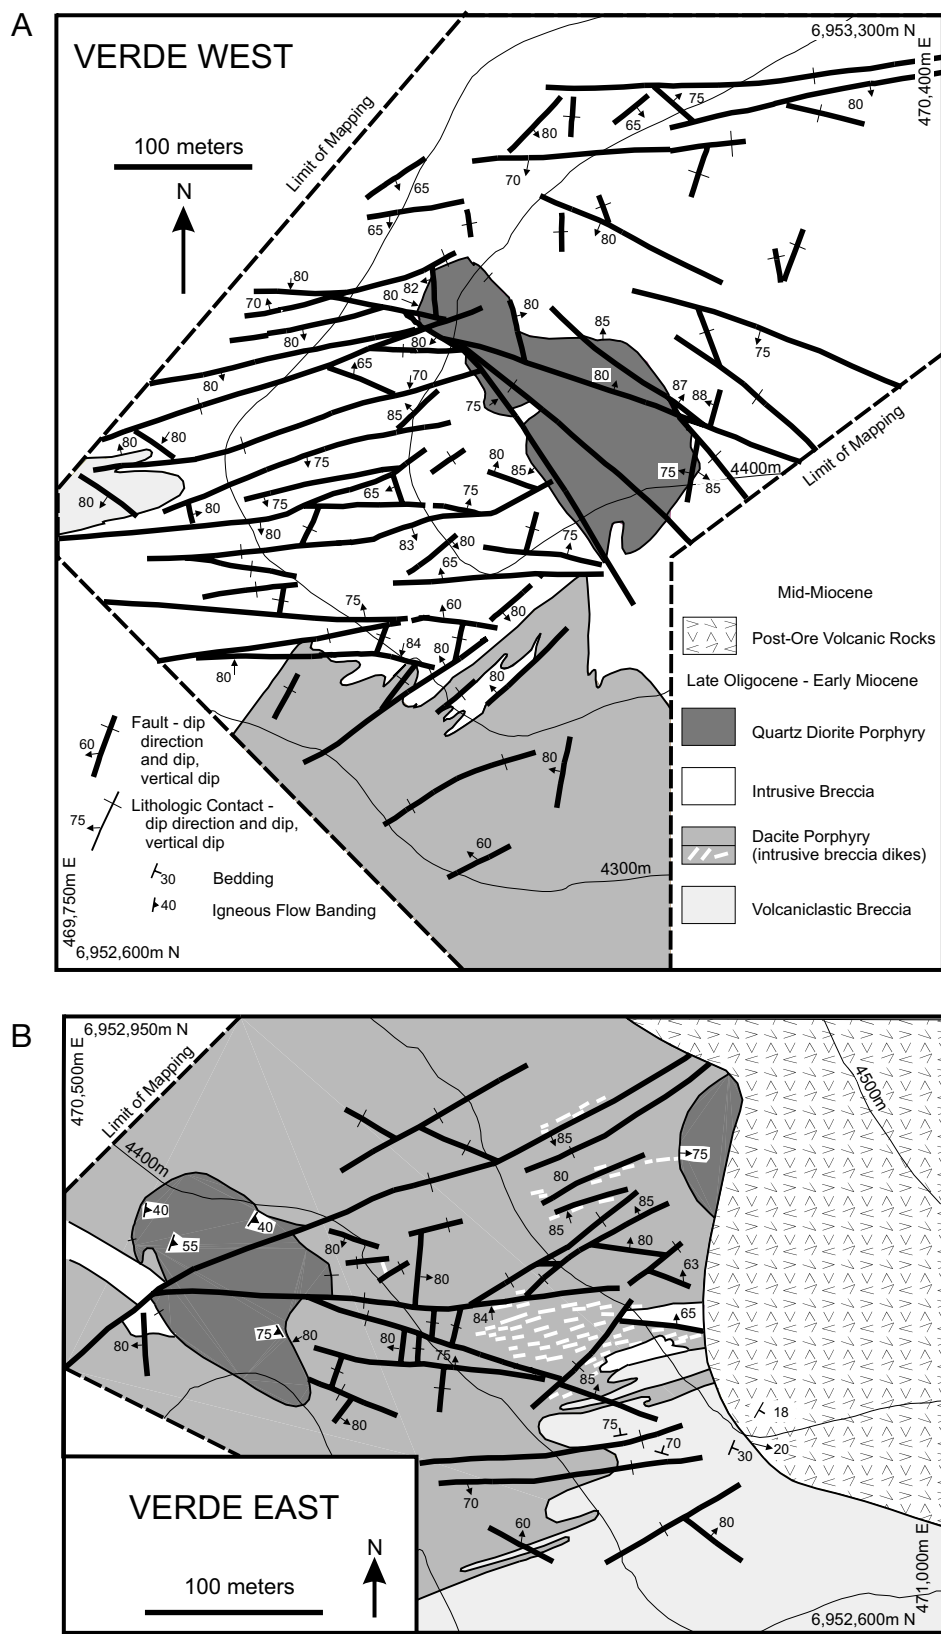 A
VERDE WEST
6,953,300m N
470,400m E
100 meters
N
Limit of Mapping
75
80
65
80
70
65
65
80
80
80
82
80
70
80
80
65
80
85
80
75
70
80
85
75
87
88
80
80
75
80
85
75
4400m
85
Limit of Mapping
80
80
75
65
75
80
83
80
65
75
75
60
80
84
80
80
80
80
60
4300m
60
Fault - dip
direction
and dip,
vertical dip
75
Lithologic Contact -
dip direction and dip,
vertical dip
30
Bedding
40
Igneous Flow Banding
469,750m E
6,952,600m N
Mid-Miocene
Post-Ore Volcanic Rocks
Late Oligocene - Early Miocene
Quartz Diorite Porphyry
Intrusive Breccia
Dacite Porphyry
(intrusive breccia dikes)
Volcaniclastic Breccia
B
6,952,950m N
470,500m E
Limit of Mapping
4400m
4500m
85
75
80
40
40
55
85
85
80
80
80
63
84
65
75
80
80
80
75
85
80
75
70
18
20
30
70
60
80
VERDE EAST
N
100 meters
471,000m E
6,952,600m N